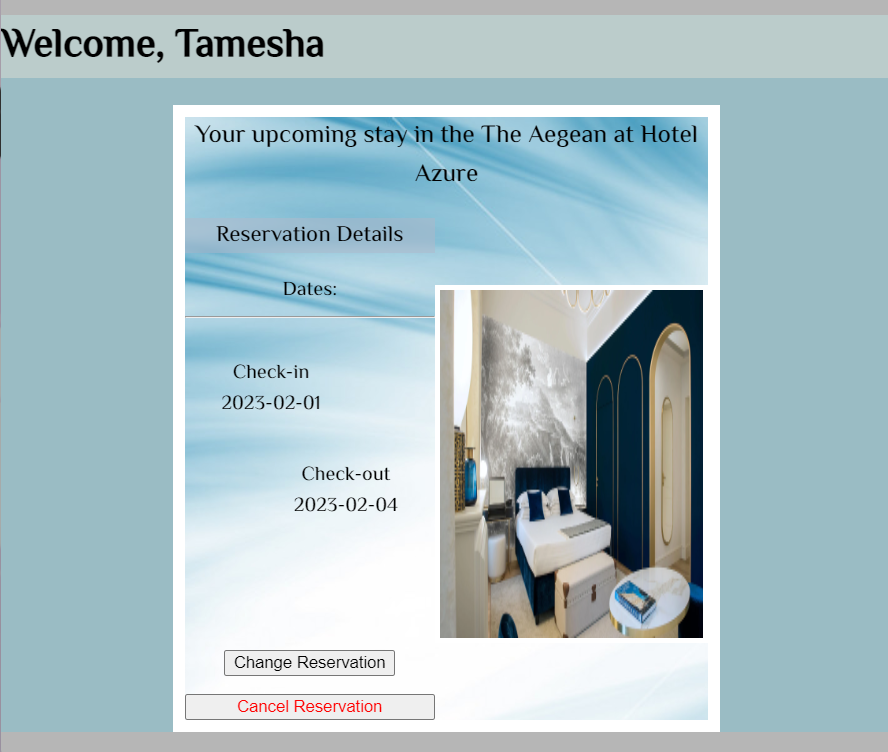 Welcome, Tamesha
Your upcoming stay in the The Aegean at Hotel
Azure
Reservation Details
Dates:
Check-in
2023-02-01
Check-out
2023-02-04
Change Reservation
Cancel Reservation